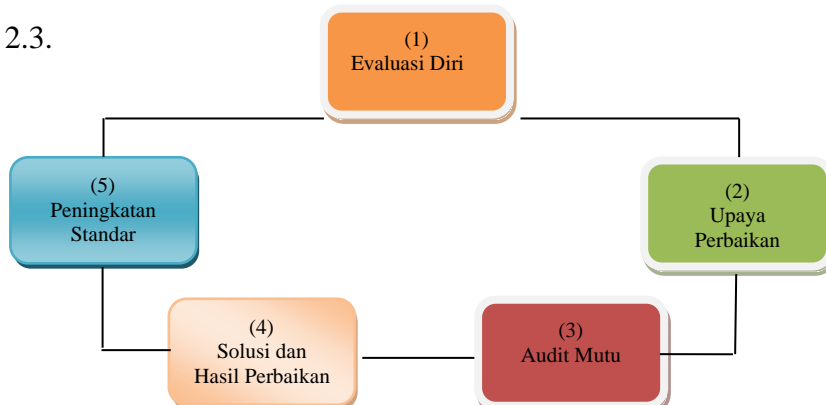 2.3.
(1)
Evaluasi Diri
(2)
Upaya
Perbaikan
(3)
Audit Mutu
(4)
Solusi dan
Hasil Perbaikan
(5)
Peningkatan
Standar